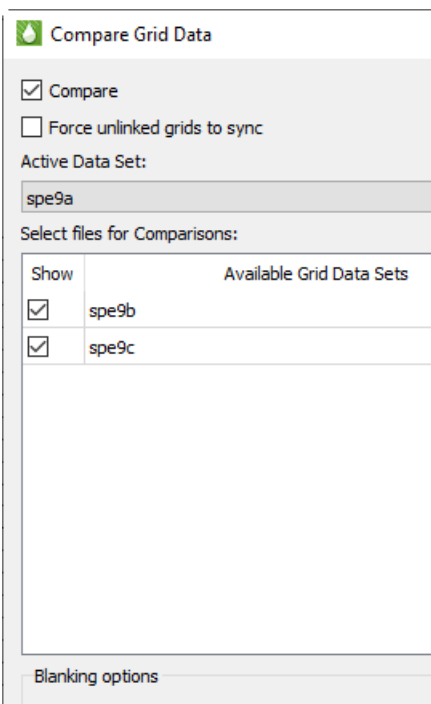 Compare Grid Data
Compare
Force unlinked grids to sync
Active Data Set:
spe9a
Select files for Comparisons:
Show Available Grid Data Sets
spe9b
spe9c
Blanking options